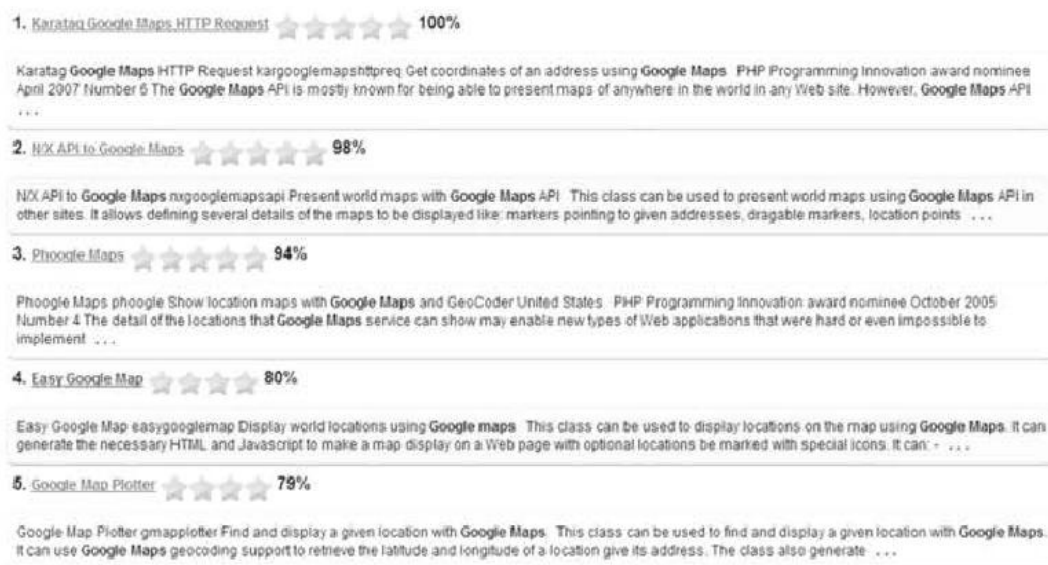 1. Karatag Google Maps HTTP Request 100%
Karatag Google Maps HTTP Request kargooglemapshttpreq Get coordinates of an address using Google Maps PHP Programming Innovation award nominee
April 2007 Number 6 The Google Maps API is mostly known for being able to present maps of anywhere in the world in any Web site. However, Google Maps API
...
2. N/X API to Google Maps 98%
N/X API to Google Maps nxgooglemapsapi Present world maps with Google Maps API This class can be used to present world maps using Google Maps API in
other sites. It allows defining several details of the maps to be displayed like: markers pointing to given addresses, dragable markers, location points ...
3. Phoogle Maps 94%
Phoogle Maps phoogle Show location maps with Google Maps and GeoCoder United States PHP Programming Innovation award nominee October 2005
Number 4 The detail of the locations that Google Maps service can show may enable new types of Web applications that were hard or even impossible to
implement ...
4. Easy Google Map 80%
Easy Google Map easygooglemap Display world locations using Google maps This class can be used to display locations on the map using Google Maps. It can
generate the necessary HTML and Javascript to make a map display on a Web page with optional locations be marked with special icons. It can: - ...
5. Google Map Plotter 79%
Google Map Plotter gmapplotter Find and display a given location with Google Maps This class can be used to find and display a given location with Google Maps.
It can use Google Maps geocoding support to retrieve the latitude and longitude of a location give its address. The class also generate ...